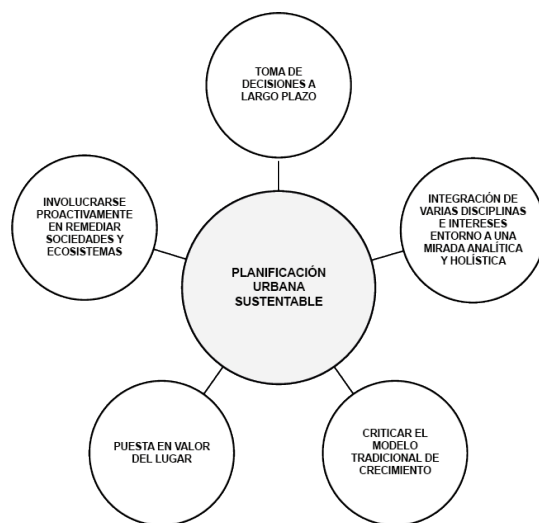 TOMA DE
DECISIONES A
LARGO PLAZO
INVOLUCRARSE
PROACTIVAMENTE
EN REMEDIAR
SOCIEDADES Y
ECOSISTEMAS
INTEGRACIÓN DE
VARIAS DISCIPLINAS
E INTERESES
ENTORNO A UNA
MIRADA ANALÍTICA
Y HOLÍSTICA
PLANIFICACIÓN
URBANA
SUSTENTABLE
PUESTA EN VALOR
DEL LUGAR
CRITICAR EL
MODELO
TRADICIONAL DE
CRECIMIENTO